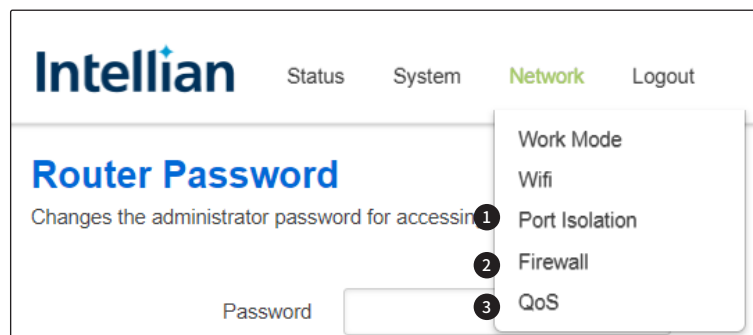 Intellian Status System Network Logout
Work Mode
Router Password
Wifi
Changes the administrator password for accessin
1 Port Isolation
2 Firewall
3 QoS
Password